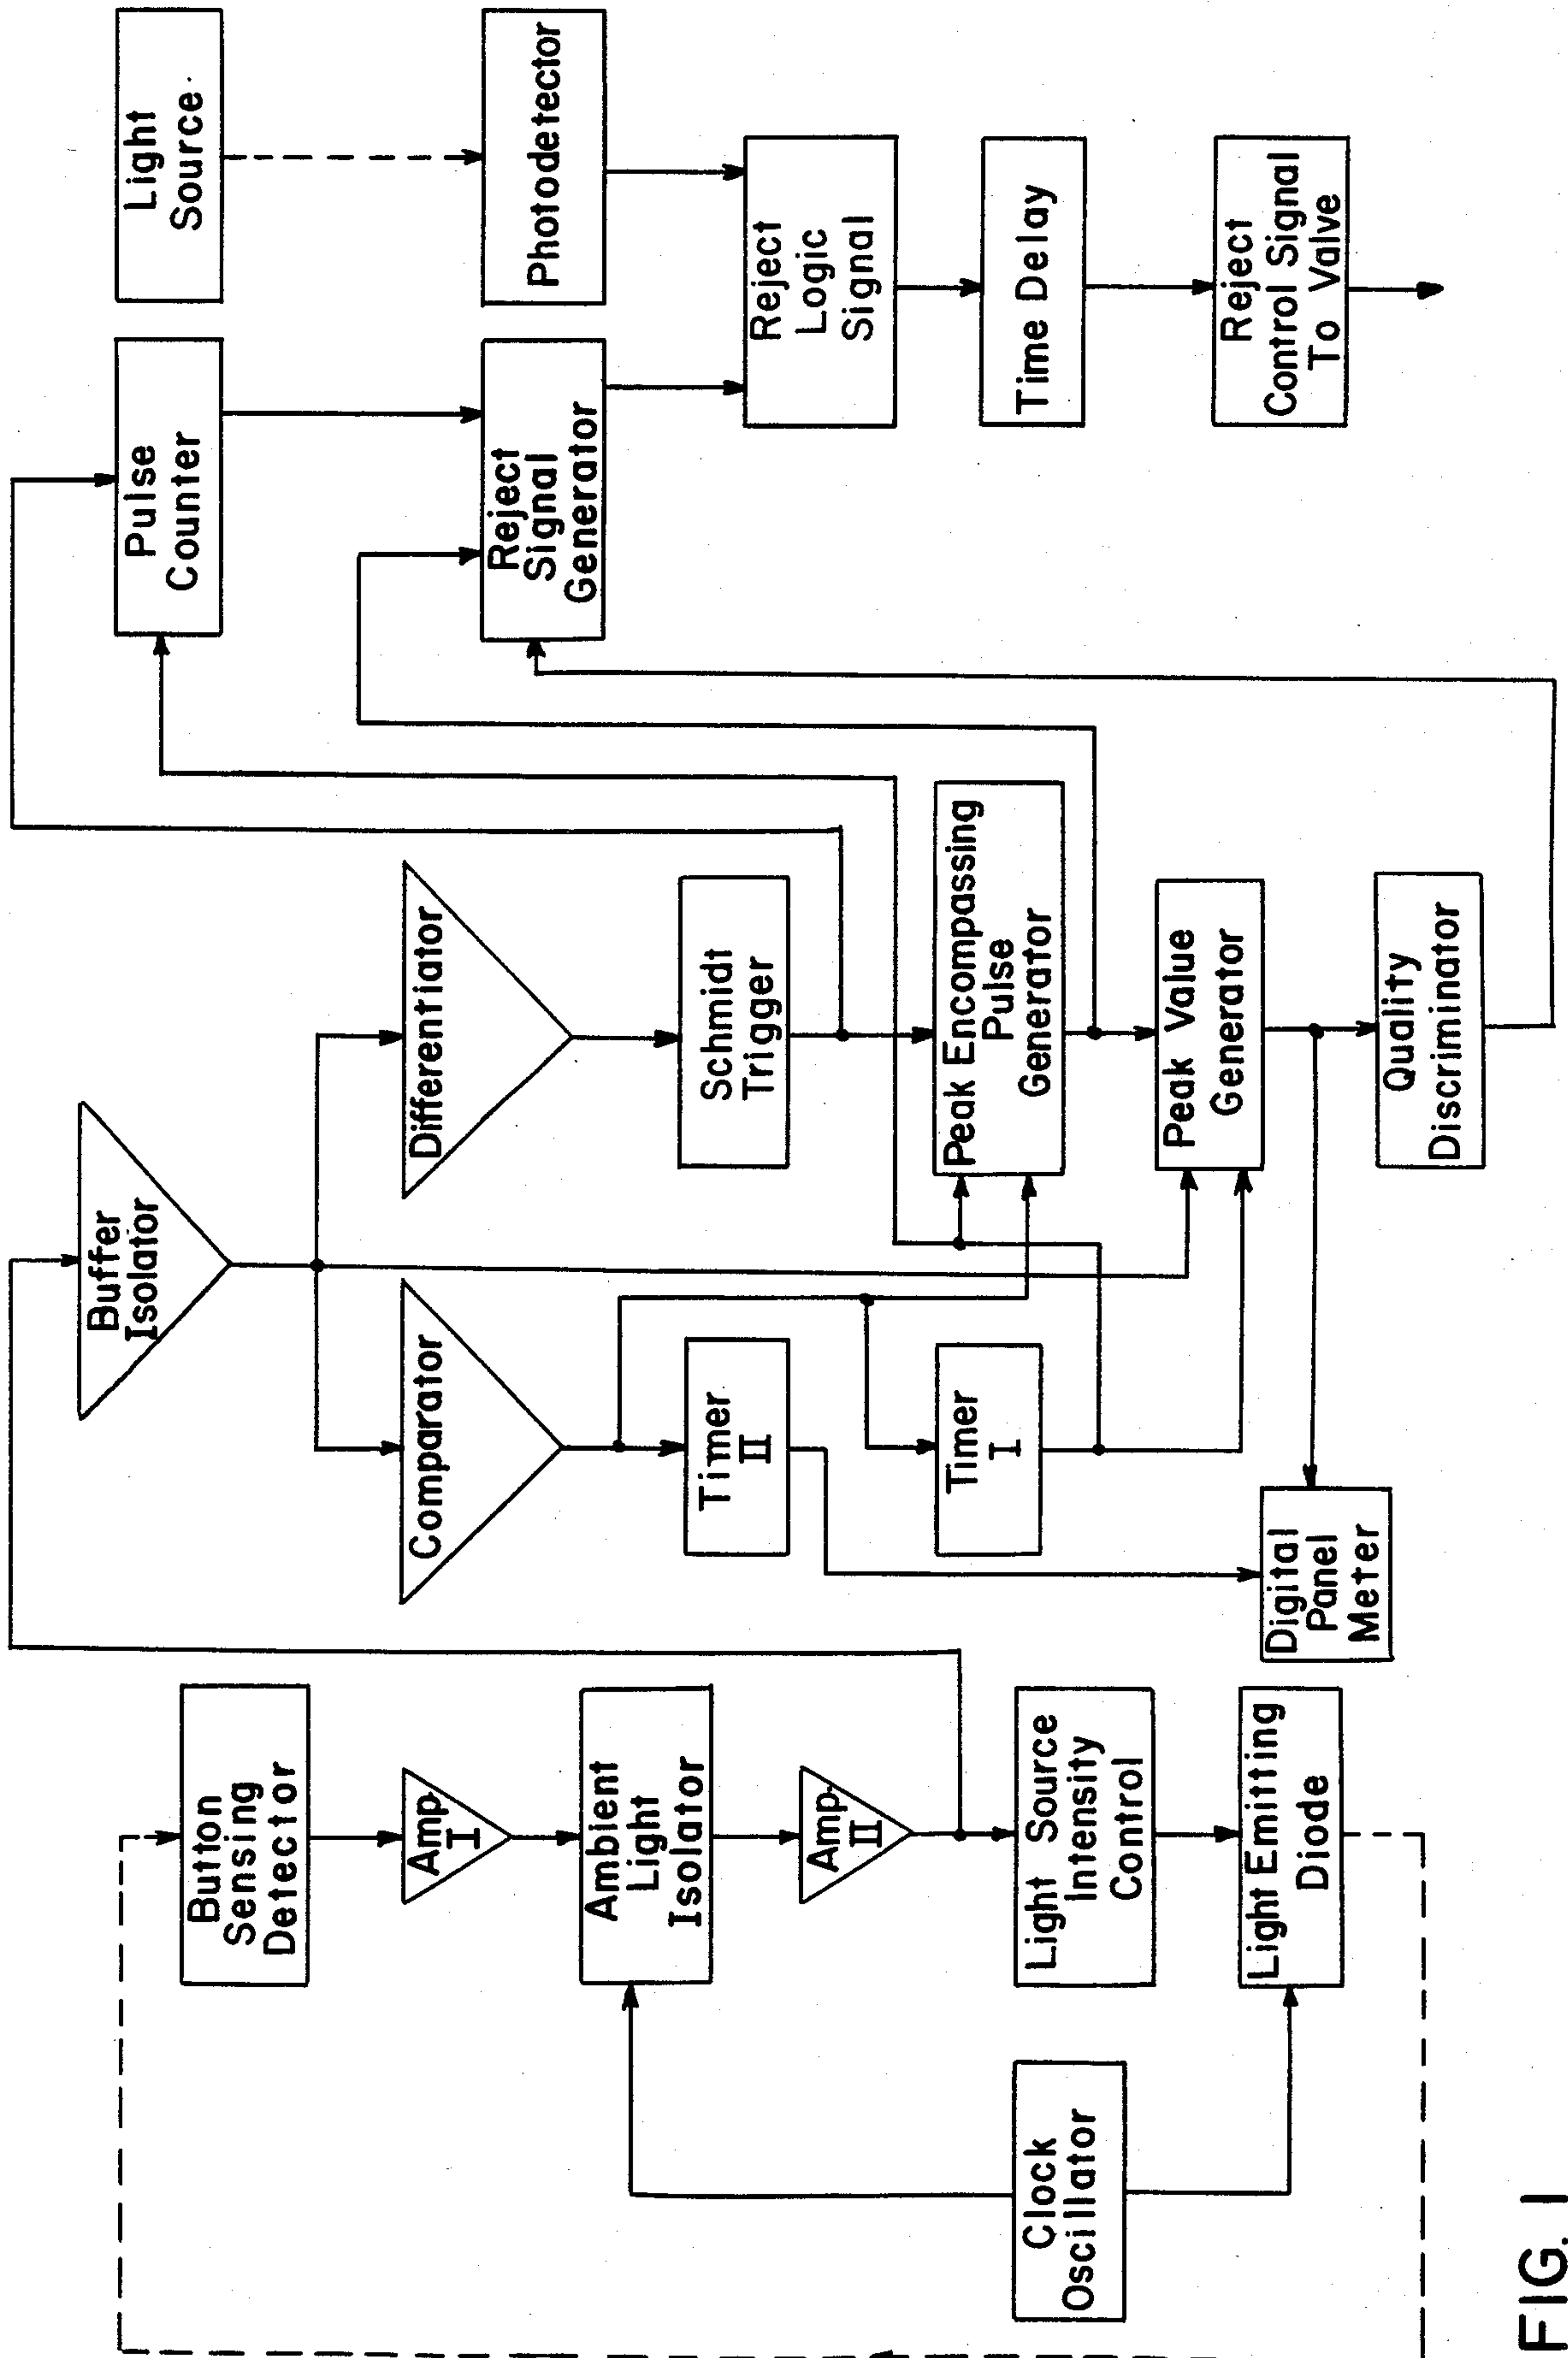 Button
Sensing
Detector
Amp.
I
Ambient
Light
Isolator
Amp.
II
Light Source
Intensity
Control
Light Emitting
Diode
Clock
Oscillator
Buffer
Isolator
Comparator
Differentiator
Timer
II
Schmidt
Trigger
Timer
I
Peak Encompassing
Pulse
Generator
Peak Value
Generator
Digital
Panel
Meter
Quality
Discriminator
Pulse
Counter
Light
Source
Reject
Signal
Generator
Photodetector
Reject
Logic
Signal
Time Delay
Reject
Control Signal
To Valve
FIG. 1